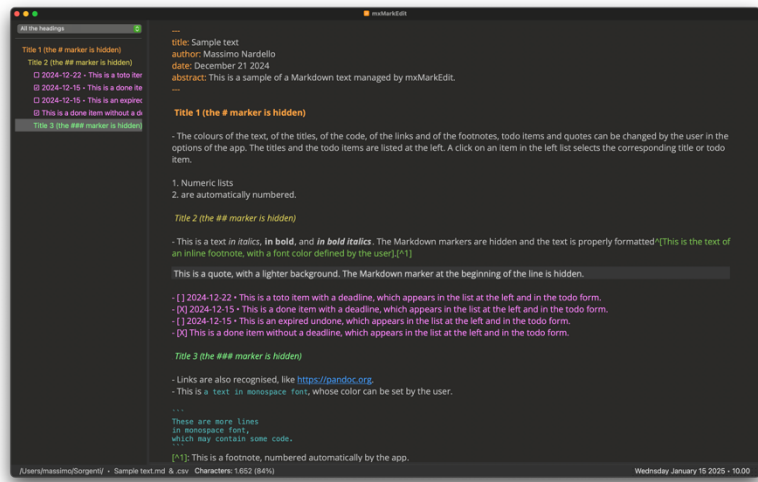 mxMarkEdit
All the headings
Title 1 (the # marker is hidden)
Title 2 (the ## marker is hidden)
2024-12-22 • This is a toto iter
2024-12-15 • This is a done ite
2024-12-15 • This is an expired
This is a done item without a d
Title 3 (the ### marker is hidden)
---
title: Sample text
author: Massimo Nardello
date: December 21 2024
abstract: This is a sample of a Markdown text managed by mxMarkEdit.
---
Title 1 (the # marker is hidden)
- The colours of the text, of the titles, of the code, of the links and of the footnotes, todo items and quotes can be changed by the user in the
options of the app. The titles and the todo items are listed at the left. A click on an item in the left list selects the corresponding title or todo
item.
1. Numeric lists
2. are automatically numbered.
Title 2 (the ## marker is hidden)
- This is a text in italics, in bold, and in bold italics. The Markdown markers are hidden and the text is properly formatted^[This is the text of
an inline footnote, with a font color defined by the user].[^1]
This is a quote, with a lighter background. The Markdown marker at the beginning of the line is hidden.
- [ ] 2024-12-22 • This is a toto item with a deadline, which appears in the list at the left and in the todo form.
- [X] 2024-12-15 • This is a done item with a deadline, which appears in the list at the left and in the todo form.
- [ ] 2024-12-15 • This is an expired undone, which appears in the list at the left and in the todo form.
- [X] This is a done item without a deadline, which appears in the list at the left and in the todo form.
Title 3 (the ### marker is hidden)
- Links are also recognised, like https://pandoc.org.
- This is a text in monospace font, whose color can be set by the user.
```
These are more lines
in monospace font,
which may contain some code.
```
[^1]: This is a footnote, numbered automatically by the app.
/Users/massimo/Sorgenti/ • Sample text.md & .csv Characters: 1.652 (84%)
Wednsday January 15 2025 • 10.00